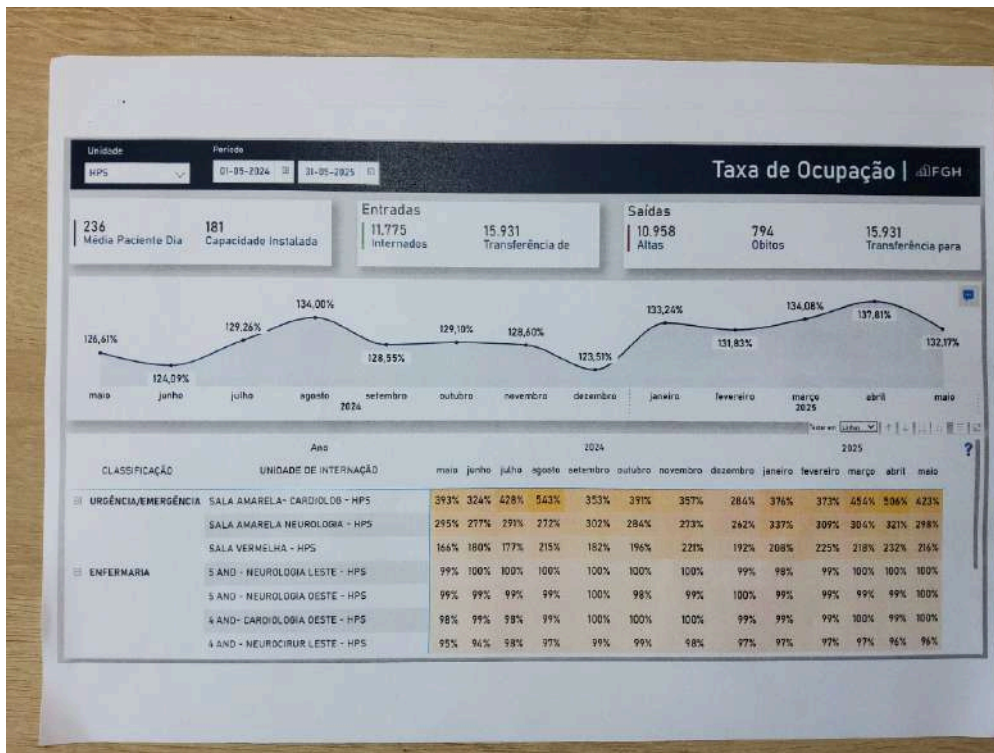 Unidade Período
HPS 01-05-2024 31-05-2025
Taxa de Ocupação | FGH
236 181
Média Paciente Dia Capacidade Instalada
Entradas
11.775 15.931
Internados Transferência de
Saídas
10.958 794 15.931
Altas Obitos Transferência para
126,61% 124,09% 129,26% 134,00% 128,55% 129,10% 128,60% 123,51% 133,24% 131,83% 134,08% 137,81% 132,17%
maio junho julho agosto setembro outubro novembro dezembro janeiro fevereiro março abril maio
2024 2025
Linhas
?
Ano 2024 2025
CLASSIFICAÇÃO UNIDADE DE INTERNAÇÃO maio junho julho agosto setembro outubro novembro dezembro janeiro fevereiro março abril maio
URGÊNCIA/EMERGÊNCIA SALA AMARELA- CARDIOLOG - HPS 393% 324% 428% 543% 353% 391% 357% 284% 376% 373% 454% 506% 423%
SALA AMARELA NEUROLOGIA - HPS 295% 277% 291% 272% 302% 284% 273% 262% 337% 309% 304% 321% 298%
SALA VERMELHA - HPS 166% 180% 177% 215% 182% 196% 221% 192% 208% 225% 218% 232% 216%
ENFERMARIA 5 AND - NEUROLOGIA LESTE - HPS 99% 100% 100% 100% 100% 100% 100% 99% 98% 99% 100% 100% 100%
5 AND - NEUROLOGIA OESTE - HPS 99% 99% 99% 99% 100% 98% 99% 100% 99% 99% 99% 99% 100%
4 AND- CARDIOLOGIA OESTE - HPS 98% 99% 98% 99% 100% 100% 100% 99% 99% 99% 100% 99% 100%
4 AND - NEUROCIRUR LESTE - HPS 95% 94% 98% 97% 99% 99% 98% 97% 97% 97% 97% 96% 96%